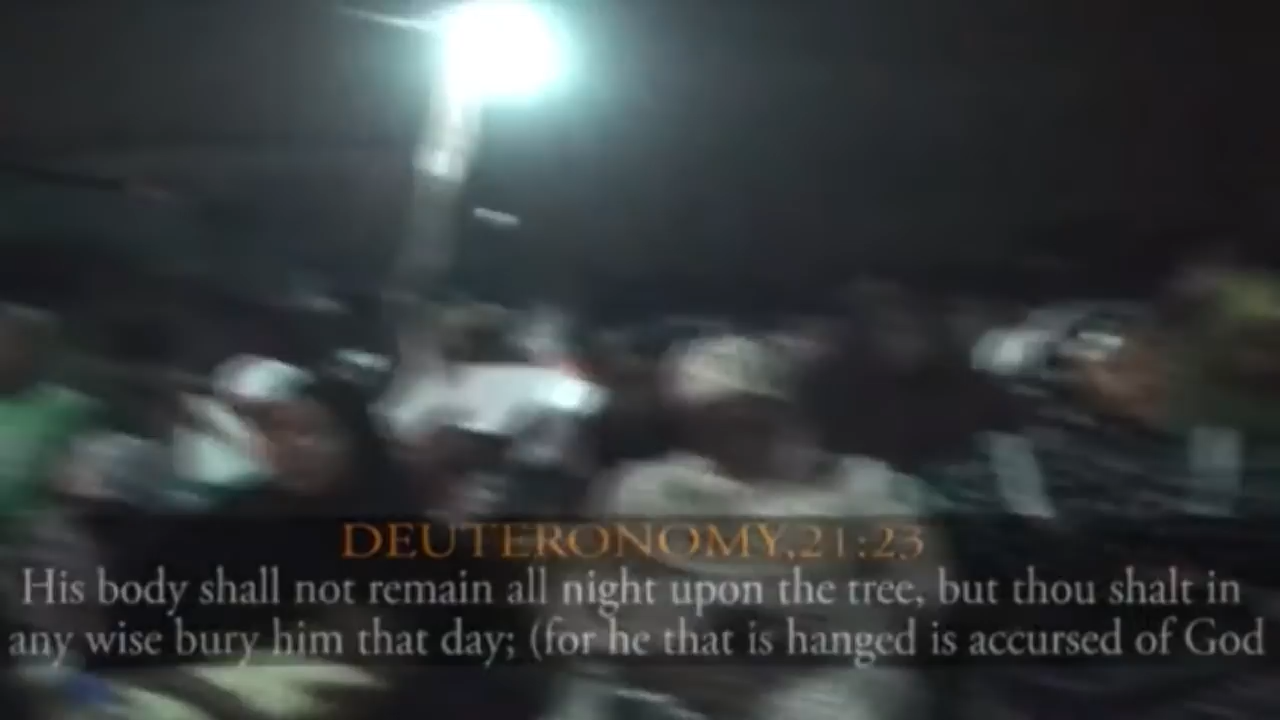 DEUTERONOMY.21:23
His body shall not remain all night upon the tree, but thou shalt in
any wise bury him that day; (for he that is hanged is accursed of God